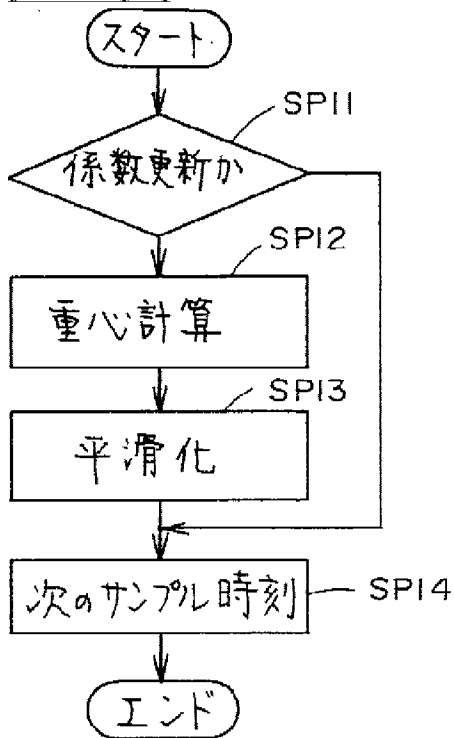 スタート
SP11
係数更新か
SP12
重心計算
SP13
平滑化
次のサンプル時刻
SP14
エンド